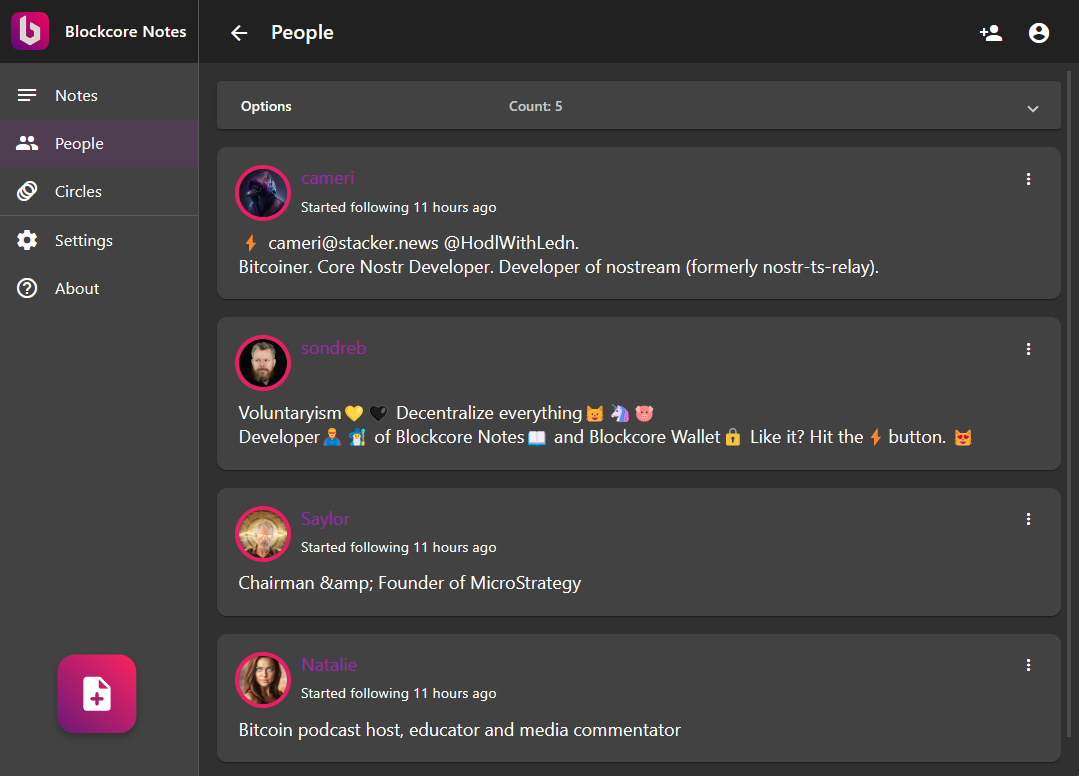 Blockcore Notes
People
Notes
People
Circles
Settings
About
Options
Count: 5
cameri
Started following 11 hours ago
⚡ cameri@stacker.news @HodlWithLedn.
Bitcoiner. Core Nostr Developer. Developer of nostream (formerly nostr-ts-relay).
sondreb
Voluntaryism💛 🖤 Decentralize everything😺 🦄 🐷
Developer👨‍💻 🧙‍♂️ of Blockcore Notes📖 and Blockcore Wallet🔒 Like it? Hit the⚡button. 😻
Saylor
Started following 11 hours ago
Chairman &amp; Founder of MicroStrategy
Natalie
Started following 11 hours ago
Bitcoin podcast host, educator and media commentator